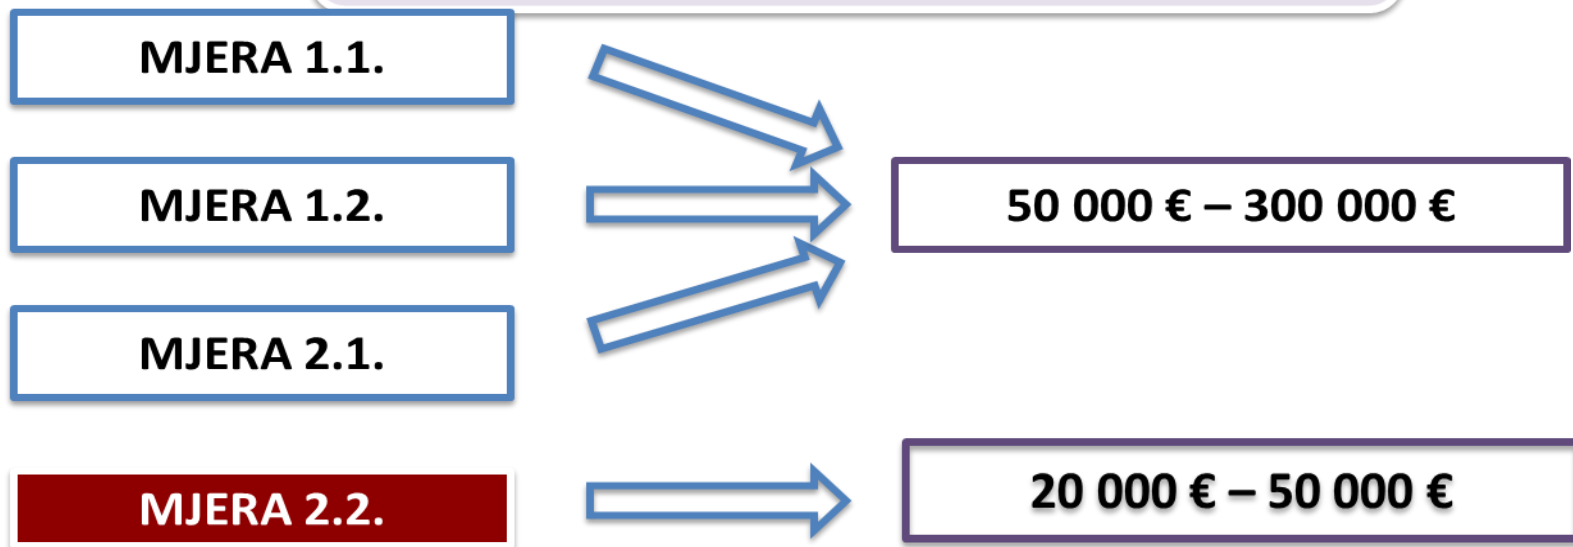 MJERA 1.1.
MJERA 1.2.
50 000 € – 300 000 €
MJERA 2.1.
MJERA 2.2.
20 000 € – 50 000 €